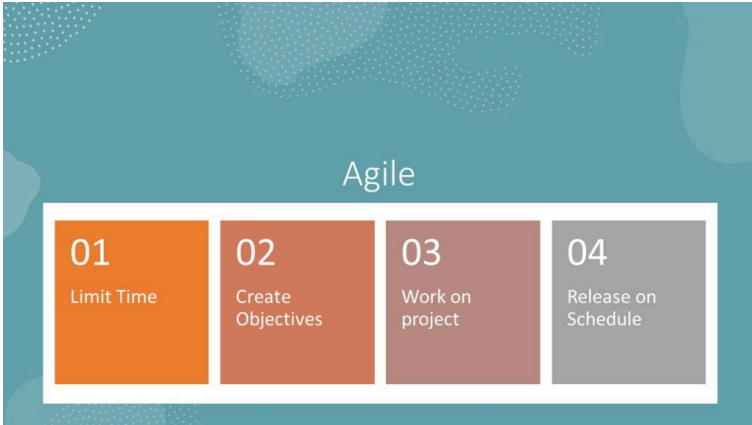 Agile
01
Limit Time
02
Create
Objectives
03
Work on
project
04
Release on
Schedule